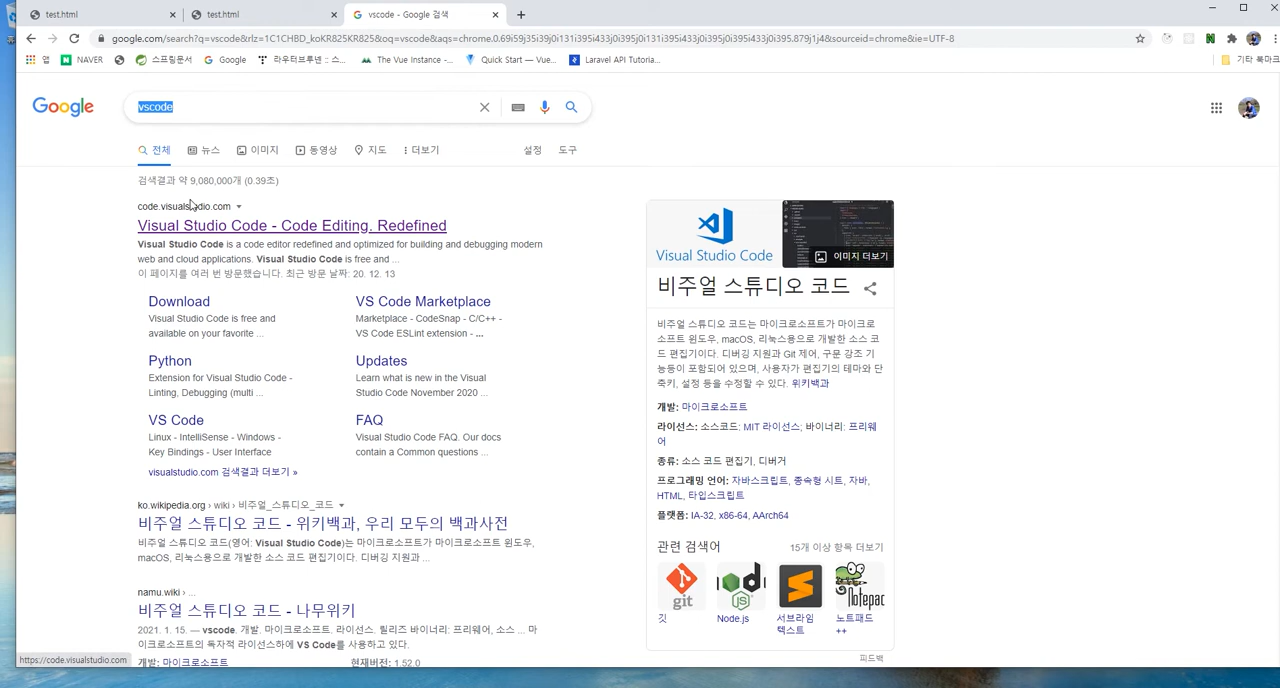 test.html
test.html
vscode - Google 검색
google.com/search?q=vscode&rlz=1C1CHBD_koKR825KR825&oq=vscode&aqs=chrome.0.69i59j35i39j0i131i395i433j0i395j0i131i395i433j0i395j0i395i433j0i395.879j1j4&sourceid=chrome&ie=UTF-8
앱 NAVER 스프링문서 Google 라우터브루넨 :: 스... The Vue Instance -... Quick Start — Vue... Laravel API Tutoria... 기타 북마크
Google
vscode
전체 뉴스 이미지 동영상 지도 더보기 설정 도구
검색결과 약 9,080,000개 (0.39초)
code.visualstudio.com
Visual Studio Code - Code Editing. Redefined
Visual Studio Code is a code editor redefined and optimized for building and debugging modern
web and cloud applications. Visual Studio Code is free and ...
이 페이지를 여러 번 방문했습니다. 최근 방문 날짜: 20. 12. 13
Download
Visual Studio Code is free and
available on your favorite ...
VS Code Marketplace
Marketplace - CodeSnap - C/C++ -
VS Code ESLint extension - ...
Python
Extension for Visual Studio Code -
Linting, Debugging (multi ...
Updates
Learn what is new in the Visual
Studio Code November 2020 ...
VS Code
Linux - IntelliSense - Windows -
Key Bindings - User Interface
FAQ
Visual Studio Code FAQ. Our docs
contain a Common questions ...
visualstudio.com 검색결과 더보기 »
ko.wikipedia.org › wiki › 비주얼_스튜디오_코드
비주얼 스튜디오 코드 - 위키백과, 우리 모두의 백과사전
비주얼 스튜디오 코드(영어: Visual Studio Code)는 마이크로소프트가 마이크로소프트 윈도우,
macOS, 리눅스용으로 개발한 소스 코드 편집기이다. 디버깅 지원과 ...
namu.wiki › ...
비주얼 스튜디오 코드 - 나무위키
2021. 1. 15. — vscode. 개발. 마이크로소프트. 라이선스. 릴리즈 바이너리: 프리웨어, 소스 ... 마이크
로소프트의 독자적 라이선스하에 VS Code를 사용하고 있다.
개발: 마이크로소프트 현재버전: 1.52.0
https://code.visualstudio.com
Visual Studio Code
이미지 더보기
비주얼 스튜디오 코드
비주얼 스튜디오 코드는 마이크로소프트가 마이크로
소프트 윈도우, macOS, 리눅스용으로 개발한 소스 코
드 편집기이다. 디버깅 지원과 Git 제어, 구문 강조 기
능등이 포함되어 있으며, 사용자가 편집기의 테마와 단
축키, 설정 등을 수정할 수 있다. 위키백과
개발: 마이크로소프트
라이선스: 소스코드: MIT 라이선스; 바이너리: 프리웨
어
종류: 소스 코드 편집기, 디버거
프로그래밍 언어: 자바스크립트, 종속형 시트, 자바,
HTML, 타입스크립트
플랫폼: IA-32, x86-64, AArch64
관련 검색어 15개 이상 항목 더보기
git
깃
Node.js
서브라임
텍스트
Notepad
노트패드
++
피드백